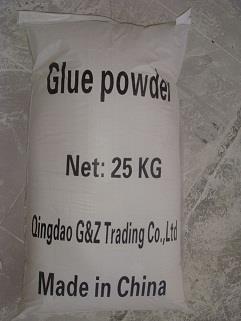 Glue powder
Net: 25 KG
Qingdao G&Z Trading Co.,Ltd
Made in China